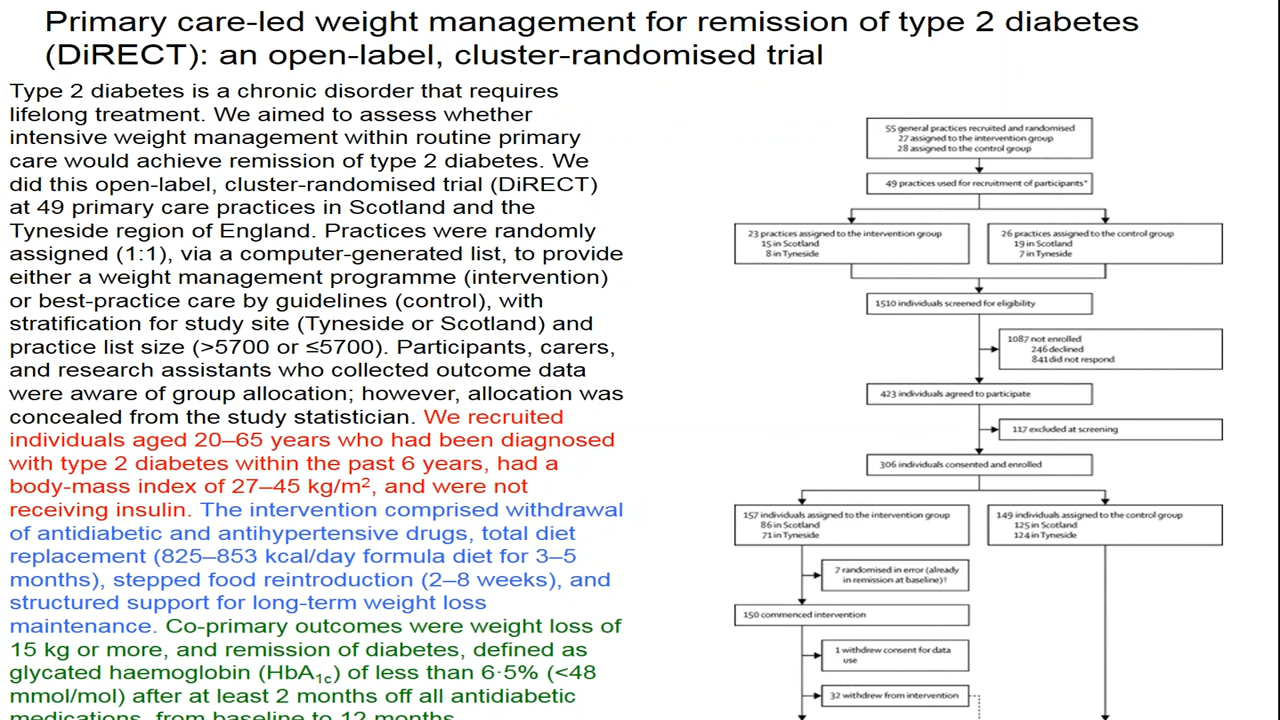 Primary care-led weight management for remission of type 2 diabetes
(DiRECT): an open-label, cluster-randomised trial
Type 2 diabetes is a chronic disorder that requires
lifelong treatment. We aimed to assess whether
intensive weight management within routine primary
care would achieve remission of type 2 diabetes. We
did this open-label, cluster-randomised trial (DiRECT)
at 49 primary care practices in Scotland and the
Tyneside region of England. Practices were randomly
assigned (1:1), via a computer-generated list, to provide
either a weight management programme (intervention)
or best-practice care by guidelines (control), with
stratification for study site (Tyneside or Scotland) and
practice list size (>5700 or ≤5700). Participants, carers,
and research assistants who collected outcome data
were aware of group allocation; however, allocation was
concealed from the study statistician. We recruited
individuals aged 20–65 years who had been diagnosed
with type 2 diabetes within the past 6 years, had a
body-mass index of 27–45 kg/m², and were not
receiving insulin. The intervention comprised withdrawal
of antidiabetic and antihypertensive drugs, total diet
replacement (825–853 kcal/day formula diet for 3–5
months), stepped food reintroduction (2–8 weeks), and
structured support for long-term weight loss
maintenance. Co-primary outcomes were weight loss of
15 kg or more, and remission of diabetes, defined as
glycated haemoglobin (HbA1c) of less than 6·5% (<48
mmol/mol) after at least 2 months off all antidiabetic
medications, from baseline to 12 months.
55 general practices recruited and randomised
27 assigned to the intervention group
28 assigned to the control group
49 practices used for recruitment of participants*
23 practices assigned to the intervention group
15 in Scotland
8 in Tyneside
26 practices assigned to the control group
19 in Scotland
7 in Tyneside
1510 individuals screened for eligibility
1087 not enrolled
246 declined
841 did not respond
423 individuals agreed to participate
117 excluded at screening
306 individuals consented and enrolled
157 individuals assigned to the intervention group
86 in Scotland
71 in Tyneside
149 individuals assigned to the control group
125 in Scotland
124 in Tyneside
7 randomised in error (already
in remission at baseline)†
150 commenced intervention
1 withdrew consent for data
use
32 withdrew from intervention